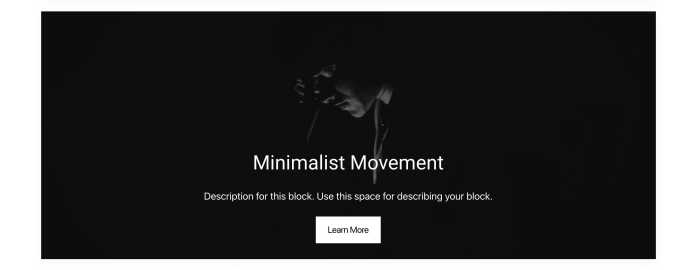 Minimalist Movement
Description for this block. Use this space for describing your block.
Learn More